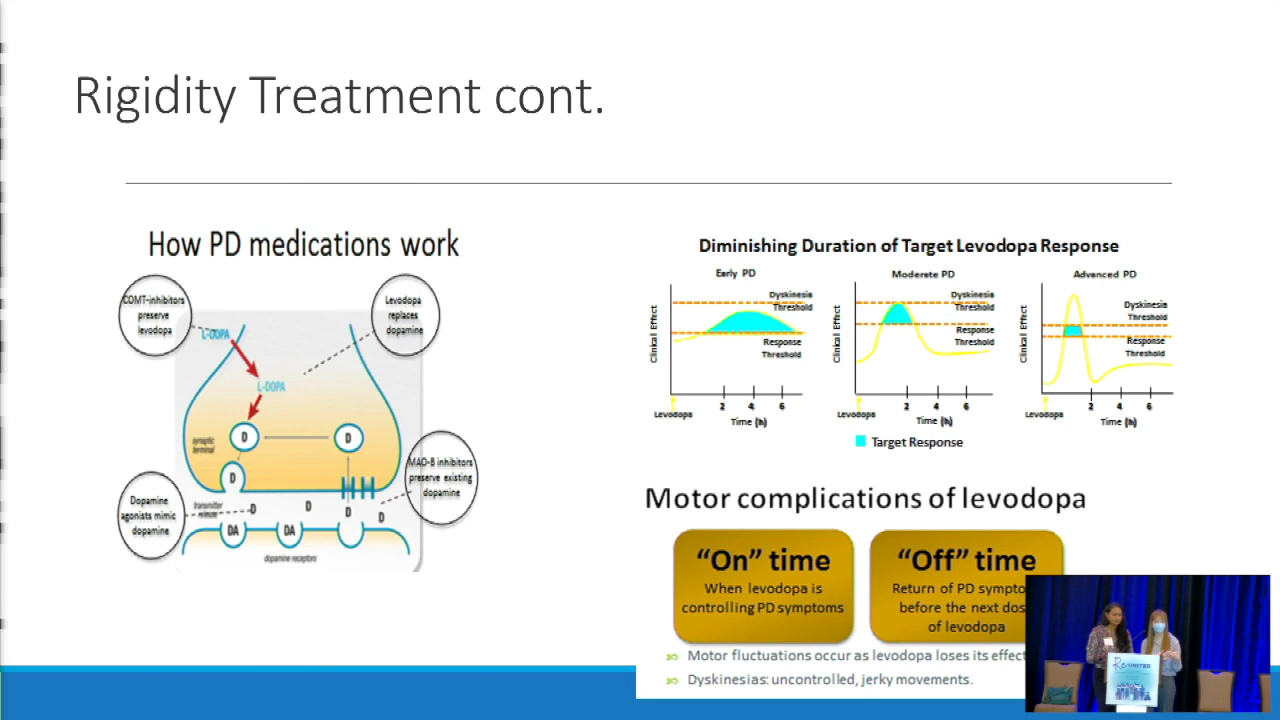 Rigidity Treatment cont.
How PD medications work
COMT-inhibitors
preserve
levodopa
Levodopa
replaces
dopamine
L-DOPA
L-DOPA
D
D
synaptic
terminal
D
MAO-B inhibitors
preserve existing
dopamine
Dopamine
agonists mimic
dopamine
transmitter
release
D
D
D
D
DA
DA
dopamine receptors
Diminishing Duration of Target Levodopa Response
Early PD
Clinical Effect
Dyskinesia
Threshold
Response
Threshold
Levodopa
2 4 6
Time (h)
Moderate PD
Clinical Effect
Dyskinesia
Threshold
Response
Threshold
Levodopa
2 4 6
Time (h)
Advanced PD
Clinical Effect
Dyskinesia
Threshold
Response
Threshold
Levodopa
2 4 6
Time (h)
Target Response
Motor complications of levodopa
“On” time
When levodopa is
controlling PD symptoms
“Off” time
Return of PD sympto
before the next dos
of levodopa
Motor fluctuations occur as levodopa loses its effect
Dyskinesias: uncontrolled, jerky movements.
Re-UNITED